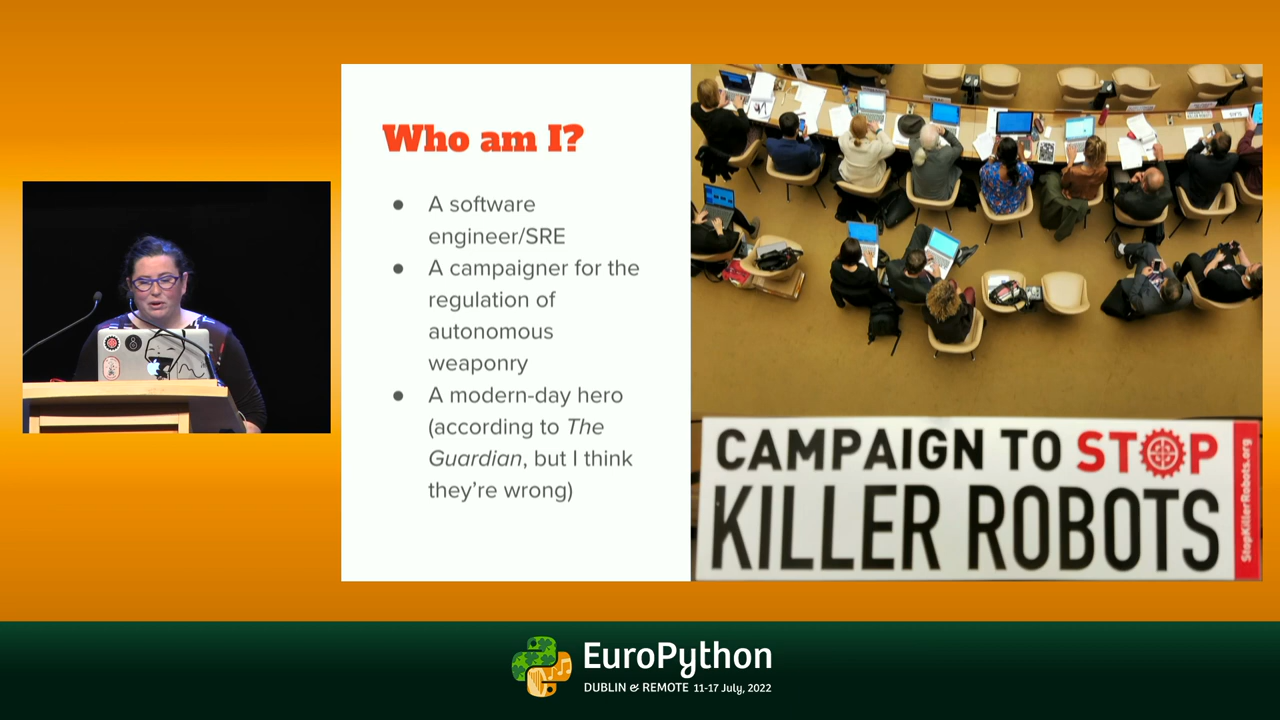 Who am I?
● A software
engineer/SRE
● A campaigner for the
regulation of
autonomous
weaponry
● A modern-day hero
(according to The
Guardian, but I think
they’re wrong)
CAMPAIGN TO STOP
KILLER ROBOTS
StopKillerRobots.org
EuroPython
DUBLIN & REMOTE 11-17 July, 2022